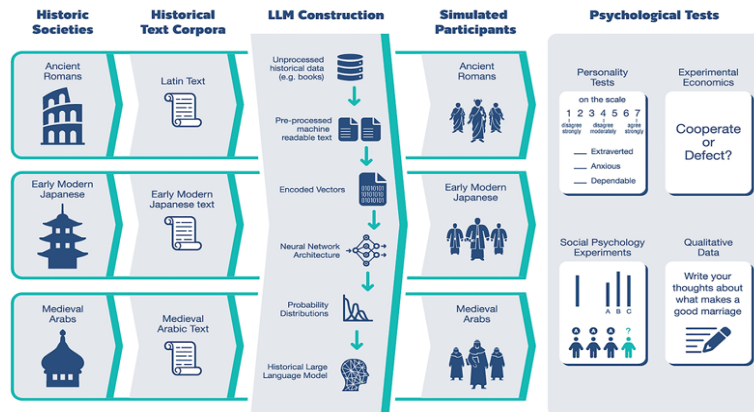 Historic
Societies
Historical
Text Corpora
LLM Construction
Simulated
Participants
Psychological Tests
Ancient
Romans
Latin Text
Unprocessed
historical data
(e.g. books)
Pre-processed
machine
readable text
Ancient
Romans
Early Modern
Japanese
Early Modern
Japanese text
Encoded Vectors
01010101
10101010
01010101
Neural Network
Architecture
Early Modern
Japanese
Medieval
Arabs
Medieval
Arabic Text
Probability
Distributions
Historical Large
Language Model
Medieval
Arabs
Personality
Tests
on the scale
1 2 3 4 5 6 7
disagree
strongly
disagree
moderately
agree
strongly
Extraverted
Anxious
Dependable
Experimental
Economics
Cooperate
or
Defect?
Social Psychology
Experiments
A B C
A A A ?
Qualitative
Data
Write your
thoughts about
what makes a
good marriage